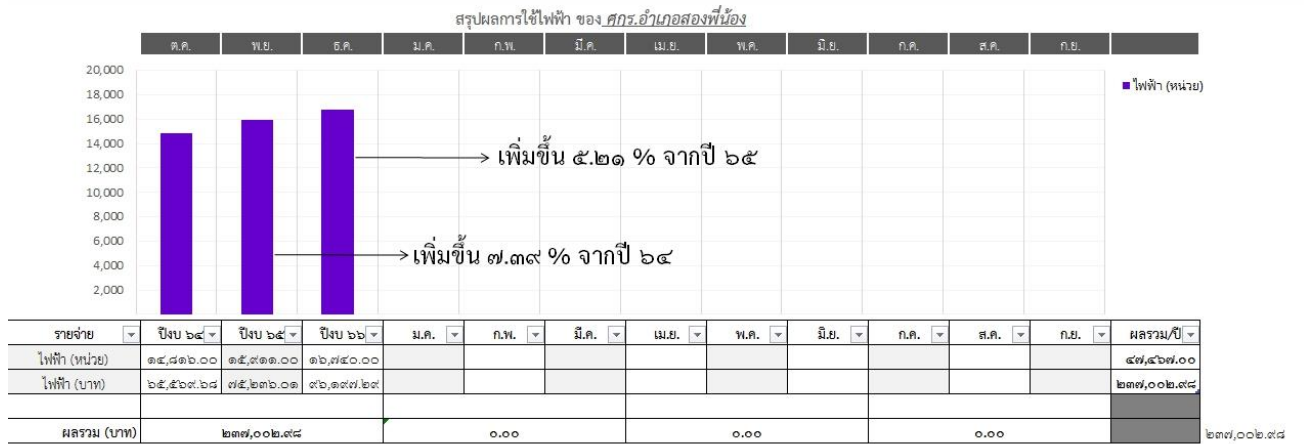 สรุปผลการใช้ไฟฟ้า ของ ศกร.อำเภอสองพี่น้อง
ต.ค. พ.ย. ธ.ค. ม.ค. ก.พ. มี.ค. เม.ย. พ.ค. มิ.ย. ก.ค. ส.ค. ก.ย.
20,000
18,000
16,000
14,000
12,000
10,000
8,000
6,000
4,000
2,000
ไฟฟ้า (หน่วย)
เพิ่มขึ้น ๕.๒๑ % จากปี ๖๕
เพิ่มขึ้น ๗.๓๙ % จากปี ๖๔
รายจ่าย ปีงบ ๖๔ ปีงบ ๖๕ ปีงบ ๖๖ ม.ค. ก.พ. มี.ค. เม.ย. พ.ค. มิ.ย. ก.ค. ส.ค. ก.ย. ผลรวม/ปี
ไฟฟ้า (หน่วย) ๑๔,๘๑๖.๐๐ ๑๕,๙๑๑.๐๐ ๑๖,๗๔๐.๐๐ ๔๗,๔๖๗.๐๐
ไฟฟ้า (บาท) ๖๕,๕๖๙.๖๘ ๗๕,๒๓๖.๐๑ ๙๖,๑๙๗.๒๙ ๒๓๗,๐๐๒.๙๘
ผลรวม (บาท) ๒๓๗,๐๐๒.๙๘ ๐.๐๐ ๐.๐๐ ๐.๐๐ ๒๓๗,๐๐๒.๙๘